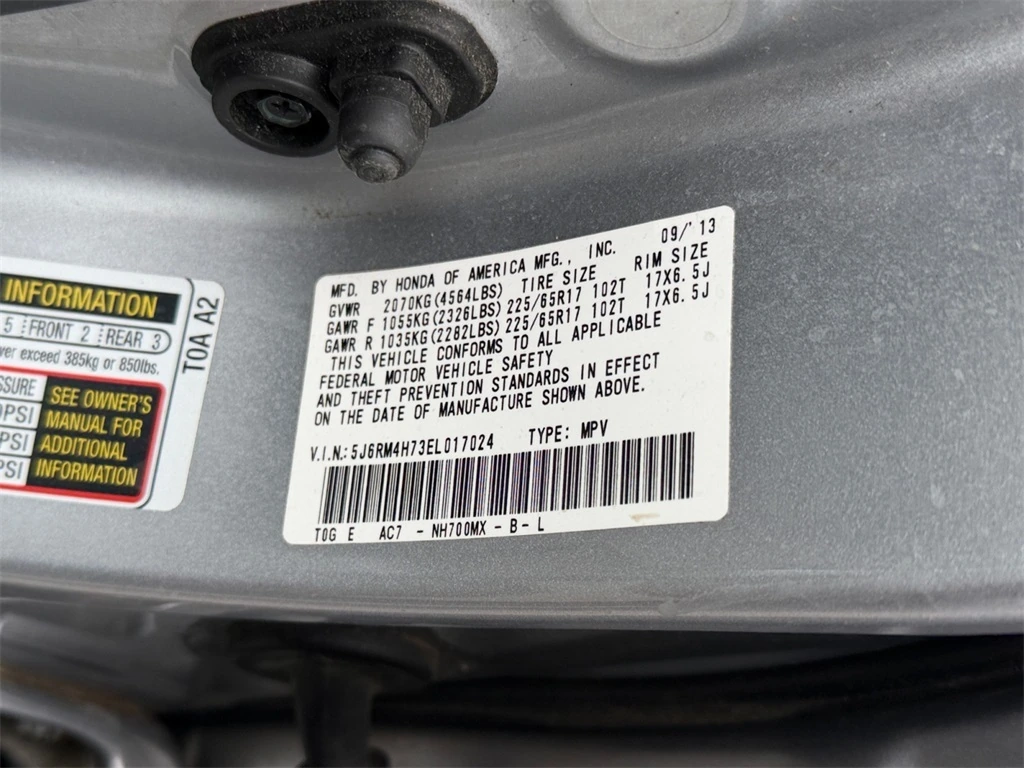 INFORMATION
5 FRONT 2 REAR 3
ver exceed 385kg or 850lbs.
SSURE
PSI
PSI
PSI
SEE OWNER'S
MANUAL FOR
ADDITIONAL
INFORMATION
T0A A2
MFD. BY HONDA OF AMERICA MFG., INC. 09/'13
GVWR 2070KG(4564LBS) TIRE SIZE RIM SIZE
GAWR F 1055KG(2326LBS) 225/65R17 102T 17X6.5J
GAWR R 1035KG(2282LBS) 225/65R17 102T 17X6.5J
THIS VEHICLE CONFORMS TO ALL APPLICABLE
FEDERAL MOTOR VEHICLE SAFETY
AND THEFT PREVENTION STANDARDS IN EFFECT
ON THE DATE OF MANUFACTURE SHOWN ABOVE.
V.I.N.:5J6RM4H73EL017024 TYPE: MPV
T0G E AC7 - NH700MX - B - L